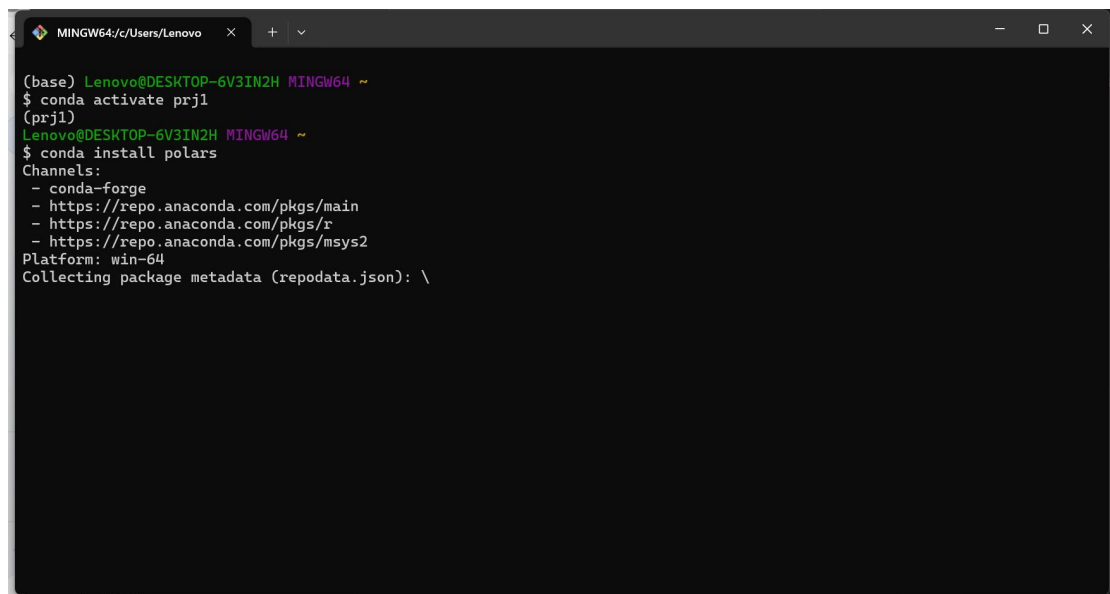 MINGW64:/c/Users/Lenovo
(base) Lenovo@DESKTOP-6V3IN2H MINGW64 ~
$ conda activate prj1
(prj1)
Lenovo@DESKTOP-6V3IN2H MINGW64 ~
$ conda install polars
Channels:
 - conda-forge
 - https://repo.anaconda.com/pkgs/main
 - https://repo.anaconda.com/pkgs/r
 - https://repo.anaconda.com/pkgs/msys2
Platform: win-64
Collecting package metadata (repodata.json): \